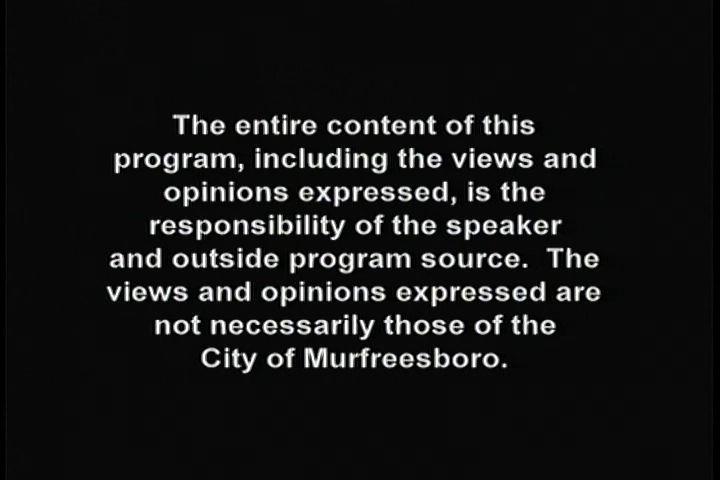 The entire content of this
program, including the views and
opinions expressed, is the
responsibility of the speaker
and outside program source.  The
views and opinions expressed are
not necessarily those of the
City of Murfreesboro.